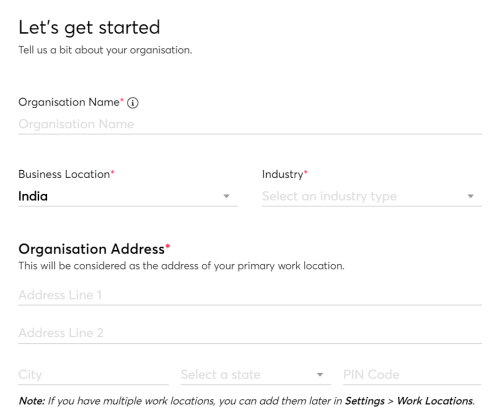 Let's get started
Tell us a bit about your organisation.
Organisation Name*
Organisation Name
Business Location* Industry*
India Select an industry type
Organisation Address*
This will be considered as the address of your primary work location.
Address Line 1
Address Line 2
City Select a state PIN Code
Note: If you have multiple work locations, you can add them later in Settings > Work Locations.